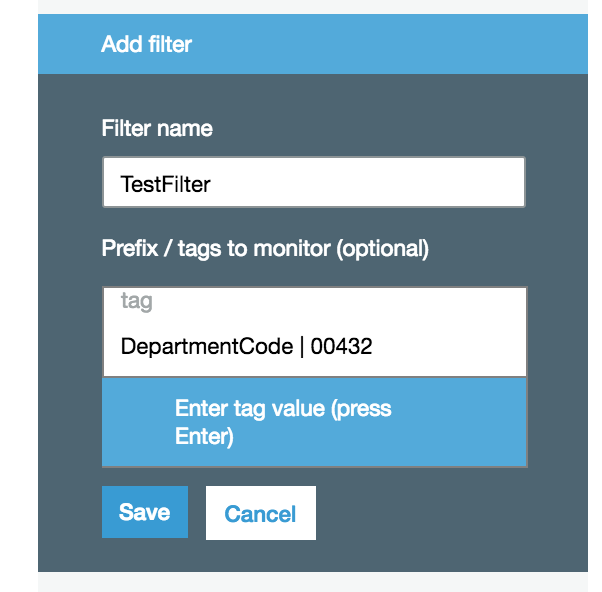 Add filter
Filter name
TestFilter
Prefix / tags to monitor (optional)
tag
DepartmentCode | 00432
Enter tag value (press
Enter)
Save
Cancel